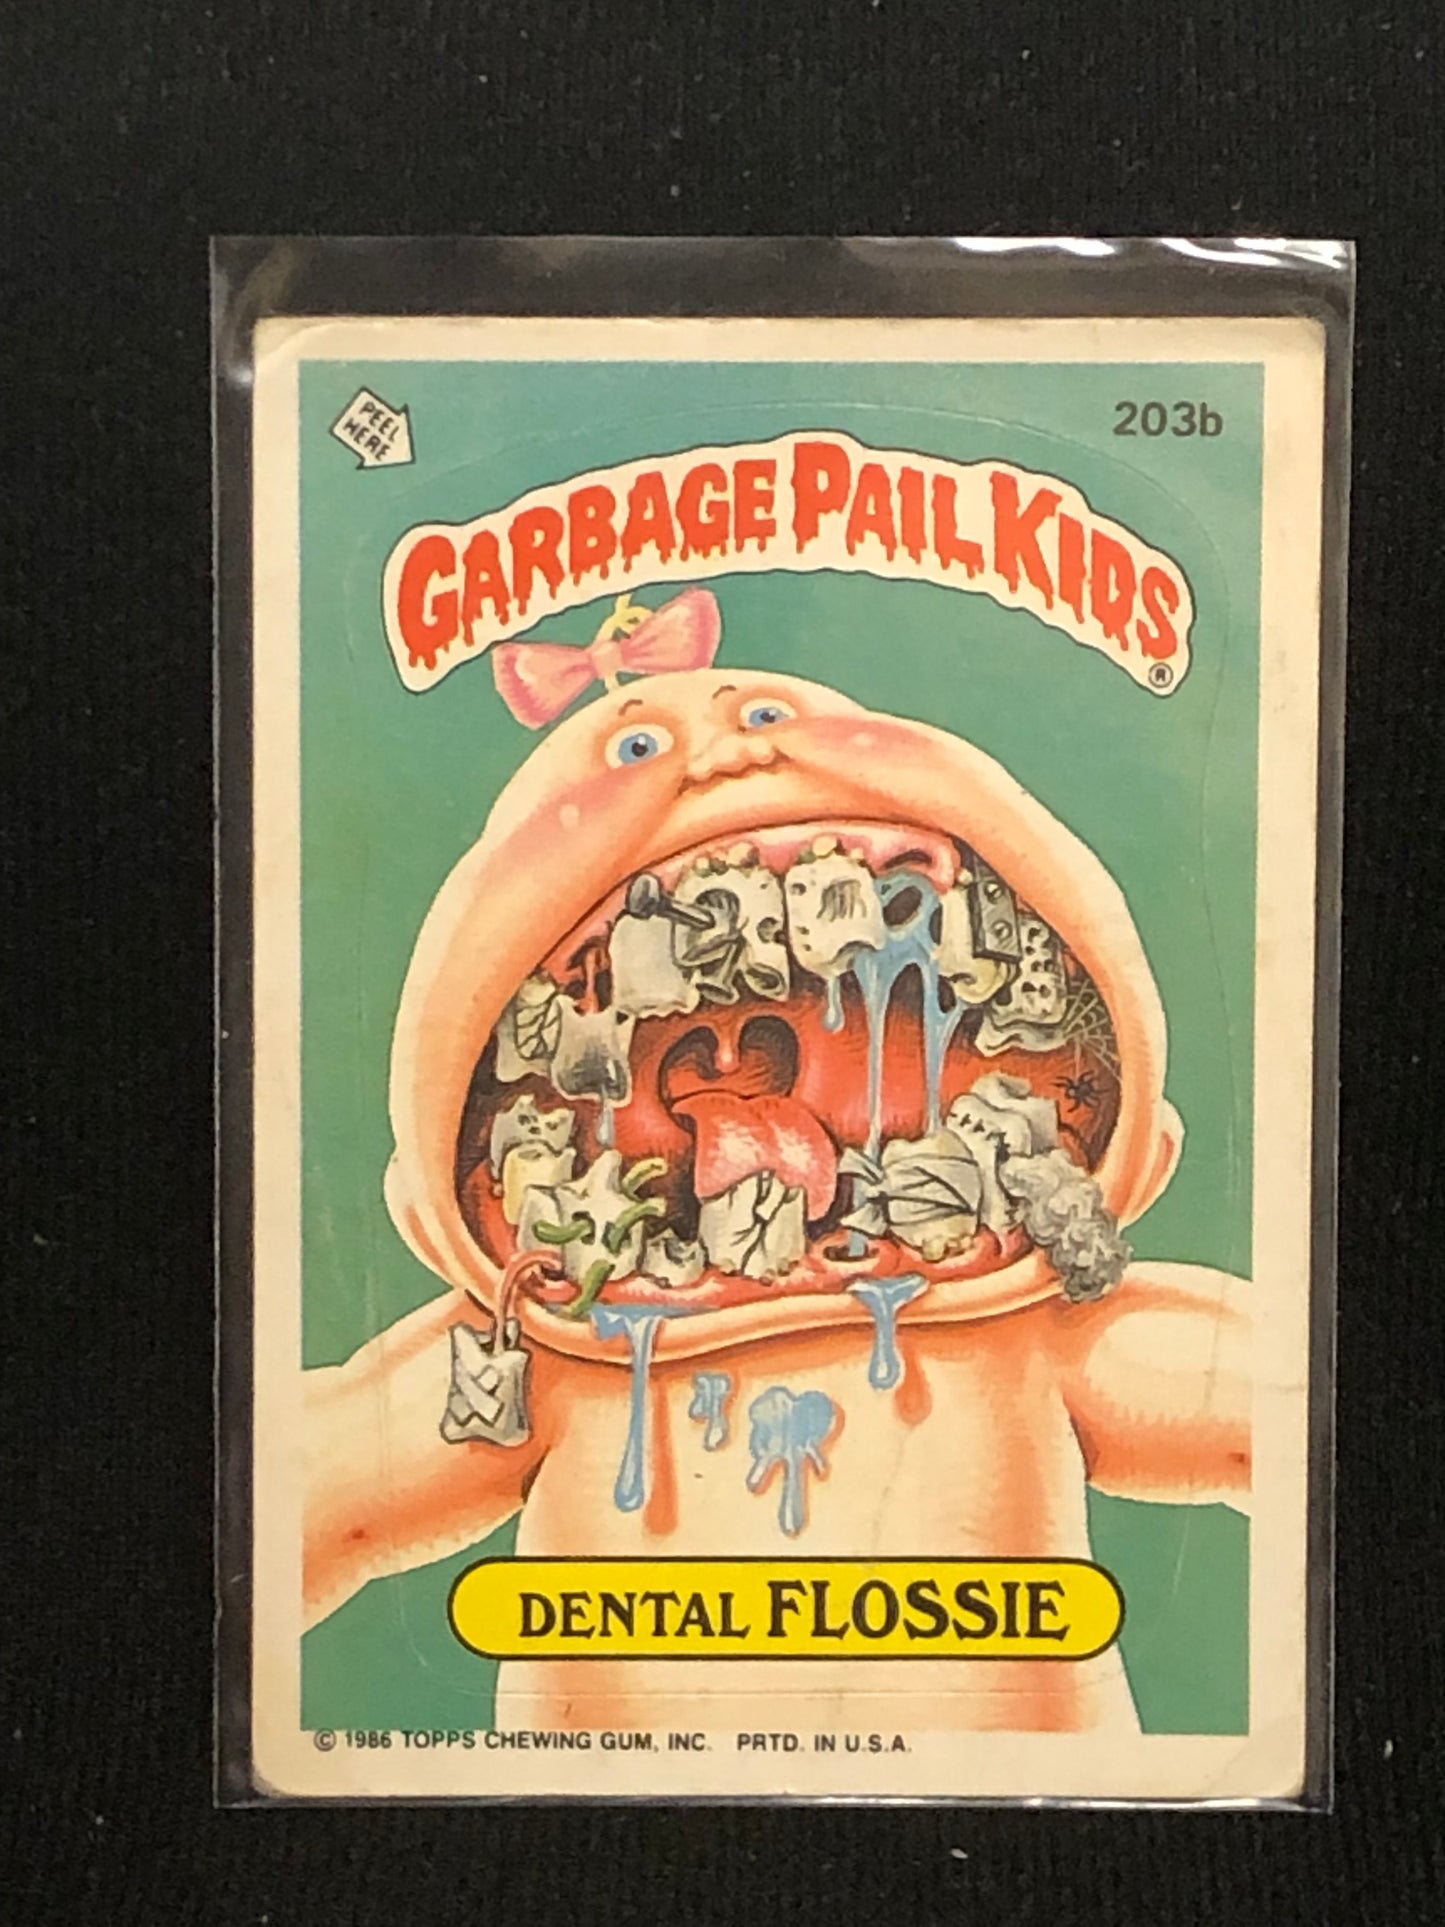 PEEL
HERE
203b
GARBAGE PAIL KIDS
®
DENTAL FLOSSIE
© 1986 TOPPS CHEWING GUM, INC. PRTD. IN U.S.A.